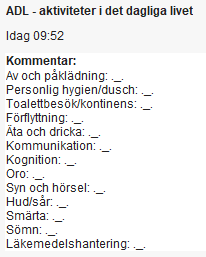 ADL - aktiviteter i det dagliga livet
Idag 09:52
Kommentar:
Av och påklädning: ._.
Personlig hygien/dusch: ._.
Toalettbesök/kontinens: ._.
Förflyttning: ._.
Äta och dricka: ._.
Kommunikation: ._.
Kognition: ._.
Oro: ._.
Syn och hörsel: ._.
Hud/sår: ._.
Smärta: ._.
Sömn: ._.
Läkemedelshantering: ._.